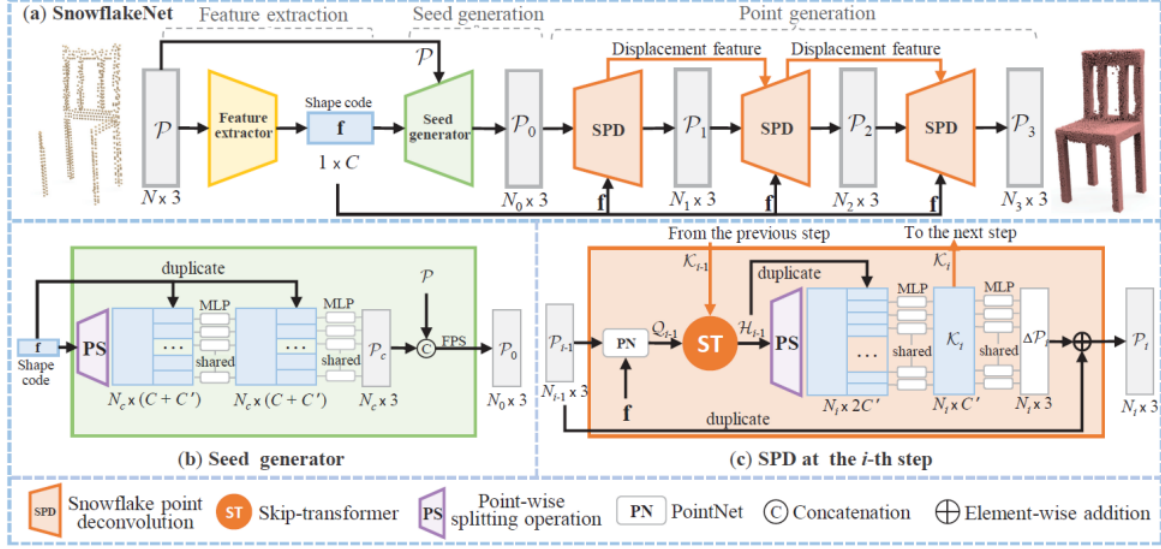 (a) SnowflakeNet
Feature extraction
Seed generation
Point generation
P
Displacement feature
Displacement feature
P
Feature
extractor
Shape code
f
Seed
generator
P₀
SPD
P₁
SPD
P₂
SPD
P₃
1 x C
N x 3
N₀ x 3
f
N₁ x 3
f
N₂ x 3
f
N₃ x 3
duplicate
P
MLP
MLP
f
PS
...
...
P_c
C
FPS
P₀
Shape
code
shared
shared
N_c x (C + C')
N_c x (C + C')
N_c x 3
N₀ x 3
(b) Seed generator
From the previous step
To the next step
K_{i-1}
K_i
duplicate
MLP
MLP
P_{i-1}
PN
Q_{i-1}
ST
H_{i-1}
PS
...
K_i
ΔP_i
P_i
shared
shared
N_{i-1} x 3
f
N_i x 2C'
N_i x C'
N_i x 3
N_i x 3
duplicate
(c) SPD at the i-th step
SPD
Snowflake point
deconvolution
ST
Skip-transformer
PS
Point-wise
splitting operation
PN
PointNet
C
Concatenation
Element-wise addition